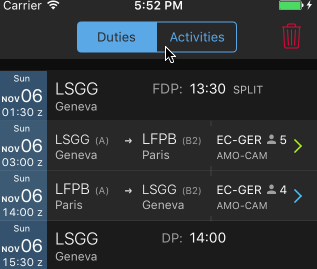 Carrier 5:52 PM
Duties Activities
Sun
NOV 06
01:30 z
LSGG FDP: 13:30 SPLIT
Geneva
Sun
NOV 06
03:00 z
LSGG (A) → LFPB (B2) EC-GER 5
Geneva Paris AMO-CAM
Sun
NOV 06
14:00 z
LFPB (A) → LSGG (B2) EC-GER 4
Paris Geneva AMO-CAM
Sun
NOV 06
15:30 z
LSGG DP: 14:00
Geneva